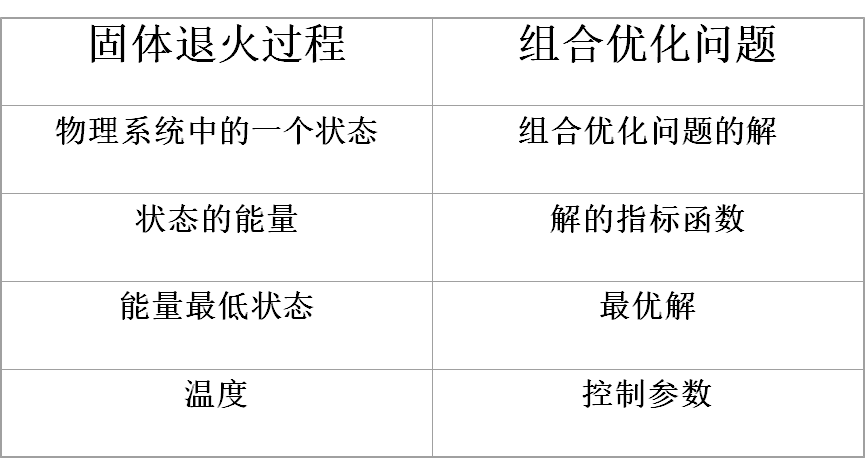 固体退火过程 组合优化问题
物理系统中的一个状态 组合优化问题的解
状态的能量 解的指标函数
能量最低状态 最优解
温度 控制参数